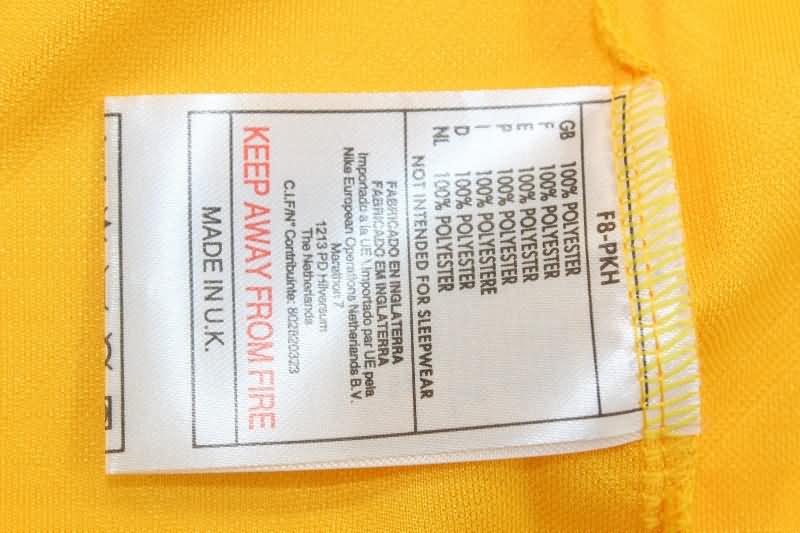 F8-PKH
GB 100% POLYESTER
F 100% POLYESTER
E 100% POLYESTER
P 100% POLYESTER
I 100% POLIESTERE
D 100% POLYESTER
NL 100% POLYESTER
NOT INTENDED FOR SLEEPWEAR
FABRICADO EN INGLATERRA
FABRICADO EM INGLATERRA
Importado à la UE \ Importado par UE pela
Nike European Operations Netherlands B.V.
Marathon 7
1213 PD Hilversum
The Netherlands
C.I.F/N° Contribuinte: 802820323
KEEP AWAY FROM FIRE
MADE IN U.K.